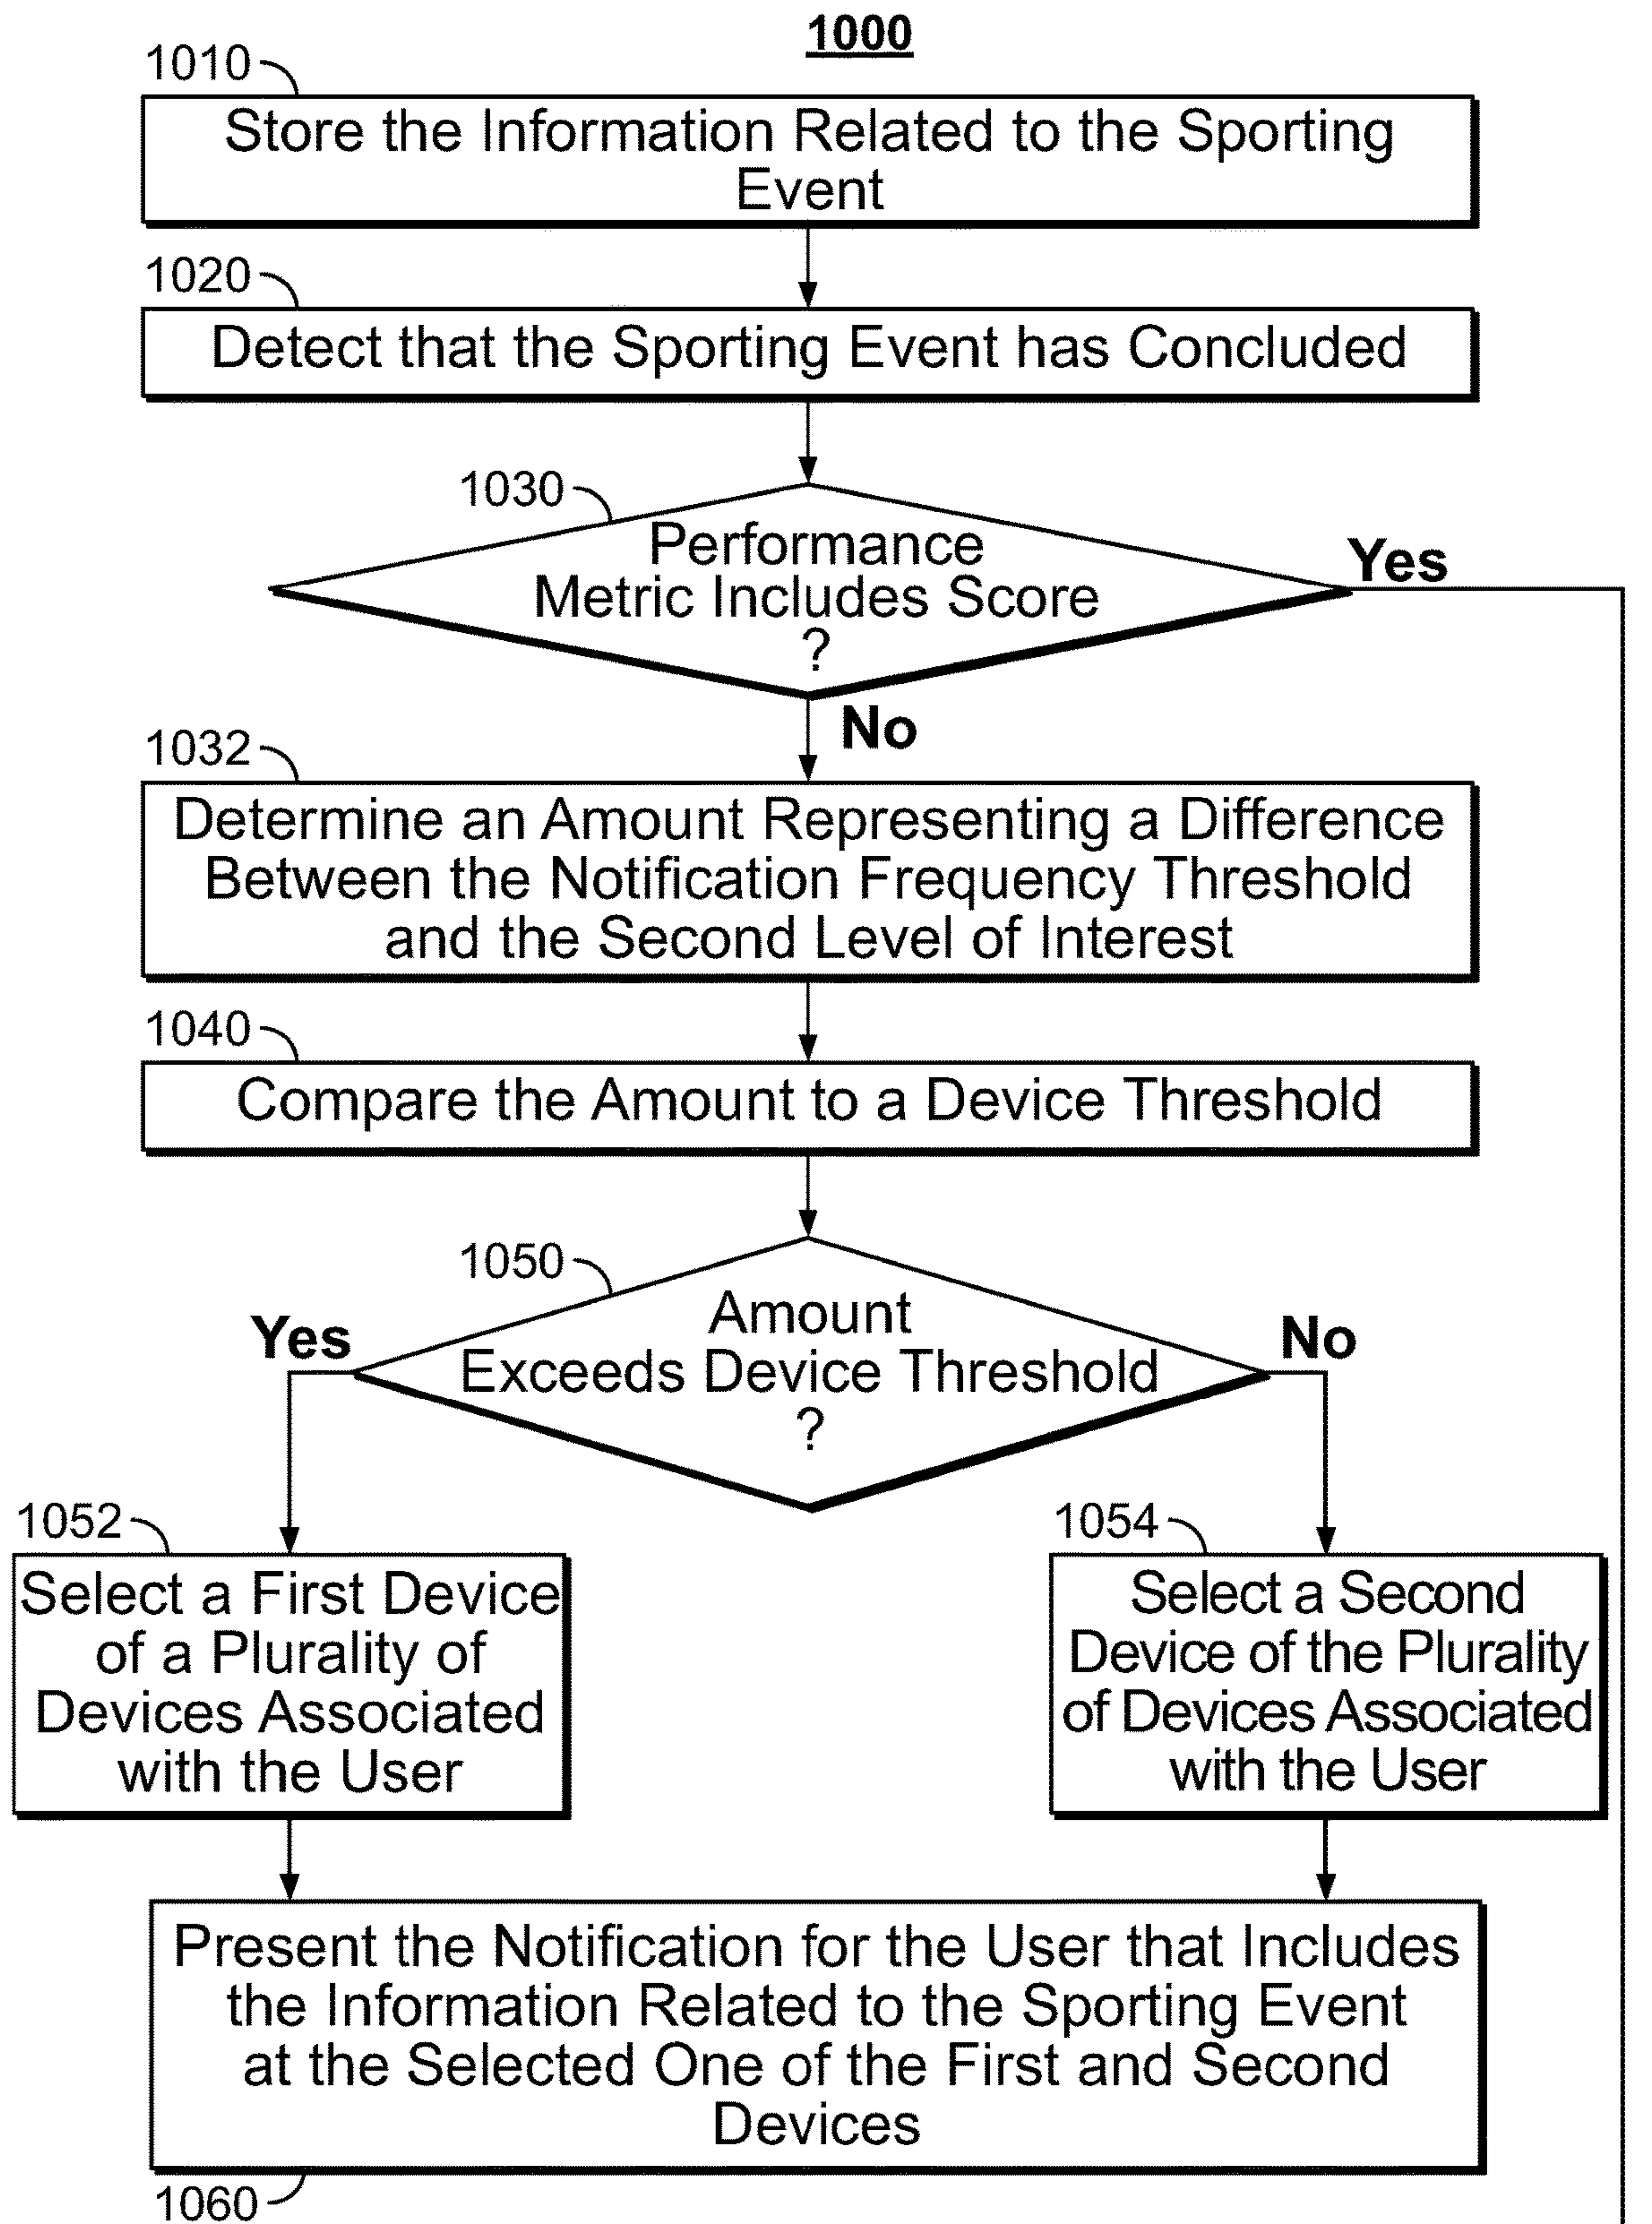 1000
1010
Store the Information Related to the Sporting
Event
1020
Detect that the Sporting Event has Concluded
1030
Performance
Metric Includes Score
?
Yes
No
1032
Determine an Amount Representing a Difference
Between the Notification Frequency Threshold
and the Second Level of Interest
1040
Compare the Amount to a Device Threshold
1050
Amount
Exceeds Device Threshold
?
Yes
No
1052
Select a First Device
of a Plurality of
Devices Associated
with the User
1054
Select a Second
Device of the Plurality
of Devices Associated
with the User
Present the Notification for the User that Includes
the Information Related to the Sporting Event
at the Selected One of the First and Second
Devices
1060